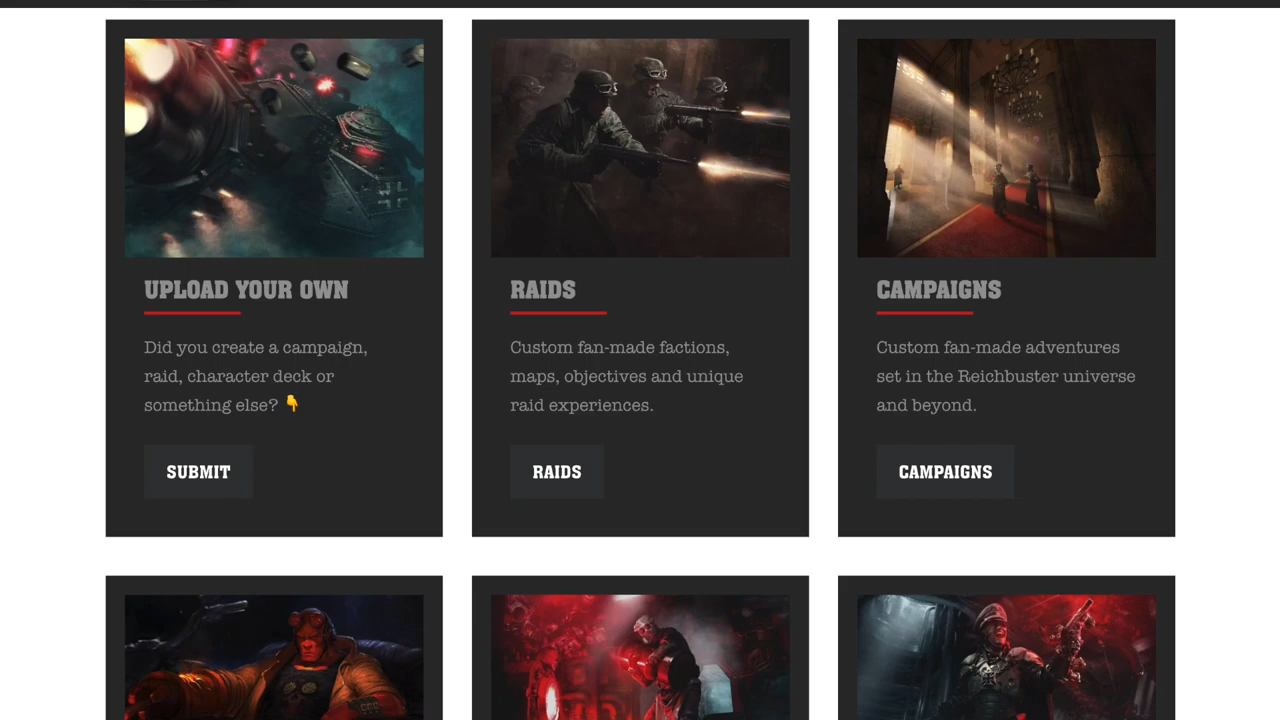 UPLOAD YOUR OWN
Did you create a campaign,
raid, character deck or
something else? 👇
SUBMIT
RAIDS
Custom fan-made factions,
maps, objectives and unique
raid experiences.
RAIDS
CAMPAIGNS
Custom fan-made adventures
set in the Reichbuster universe
and beyond.
CAMPAIGNS